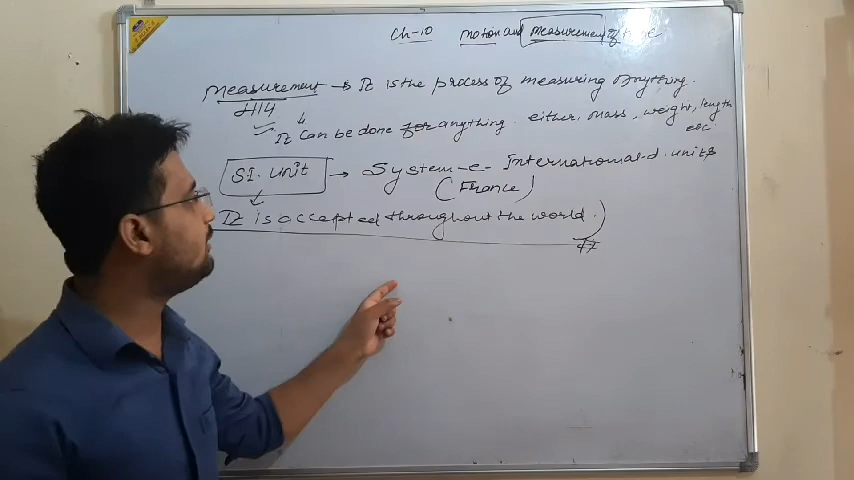 Ch-10 Motion and Measurement of
Measurement → It is the process of measuring anything.
It can be done for anything. either, mass, weight, length etc.
SI. Unit → System-e- International-d. units
(France)
It is accepted throughout the world.)